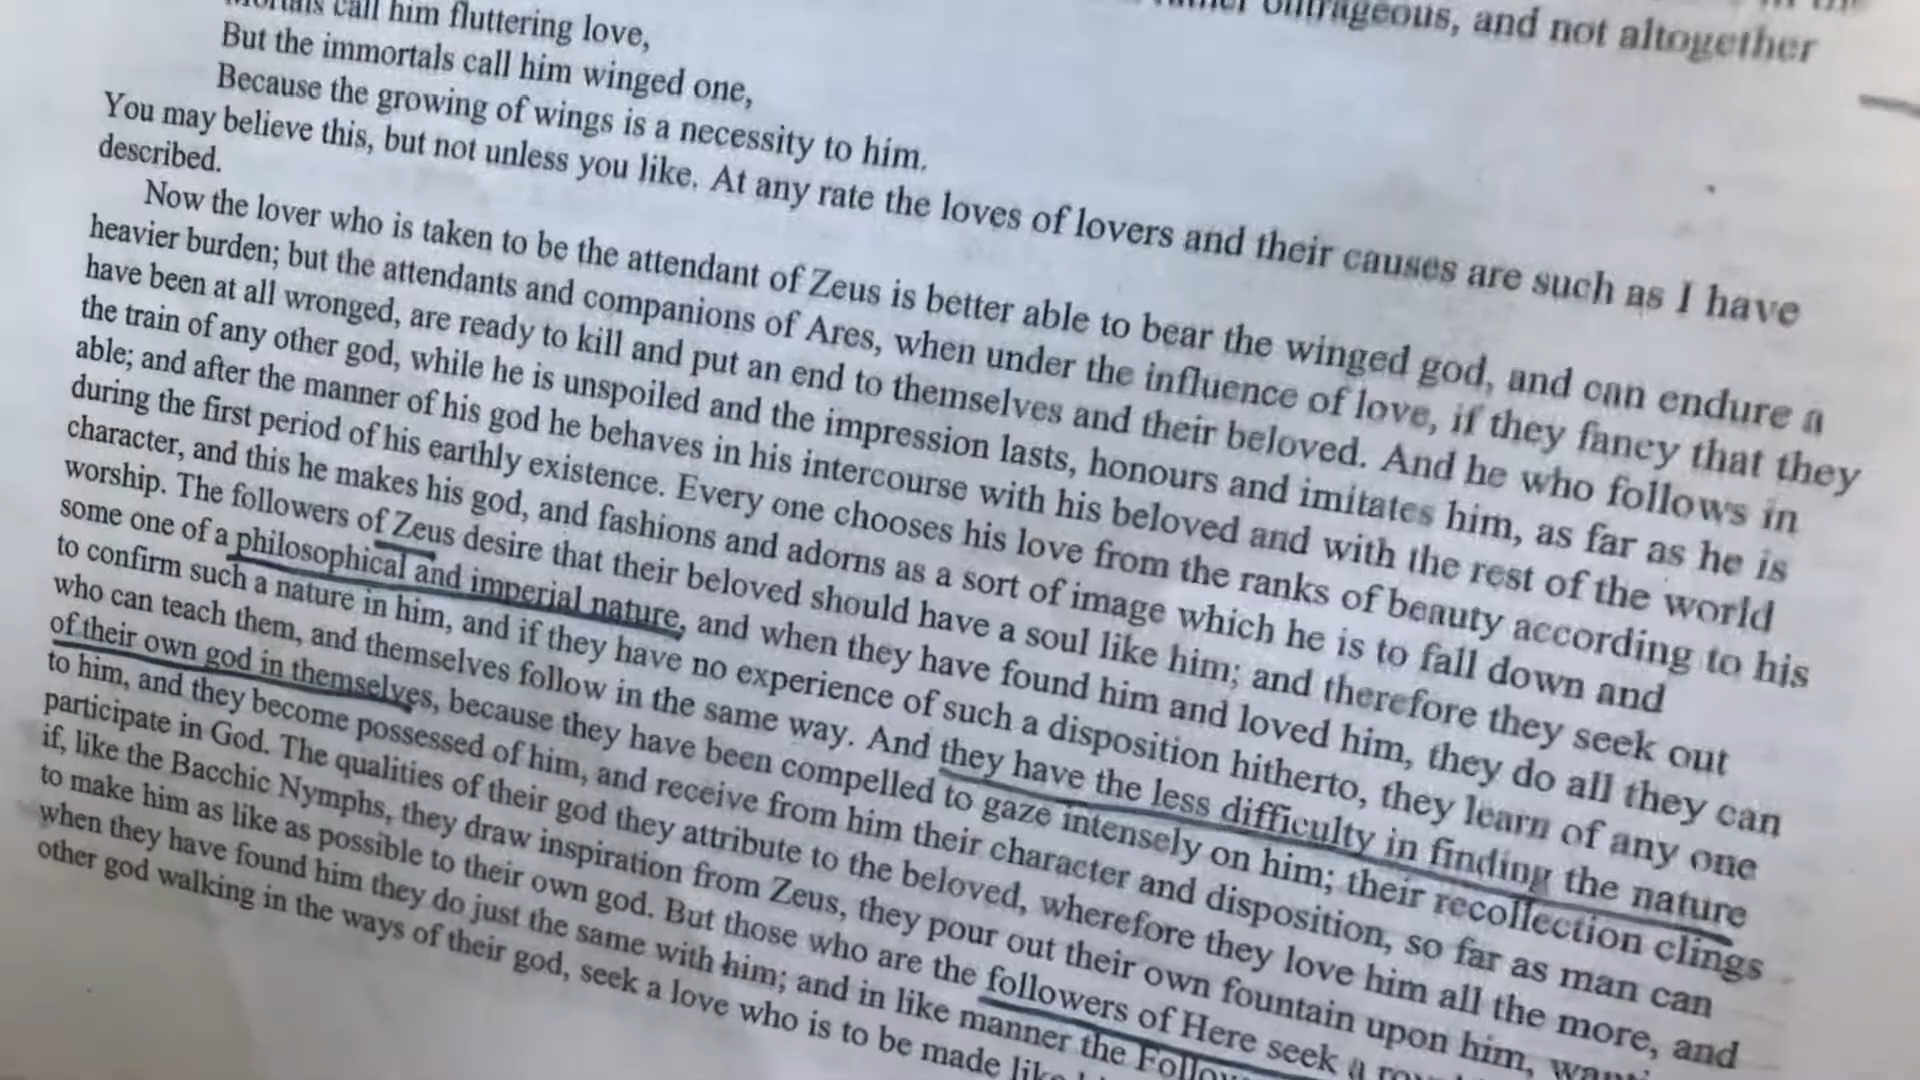 outrageous, and not altogether
Mortals call him fluttering love,
But the immortals call him winged one,
Because the growing of wings is a necessity to him.
You may believe this, but not unless you like. At any rate the loves of lovers and their causes are such as I have
described.
Now the lover who is taken to be the attendant of Zeus is better able to bear the winged god, and can endure a
heavier burden; but the attendants and companions of Ares, when under the influence of love, if they fancy that they
have been at all wronged, are ready to kill and put an end to themselves and their beloved. And he who follows in
the train of any other god, while he is unspoiled and the impression lasts, honours and imitates him, as far as he is
able; and after the manner of his god he behaves in his intercourse with his beloved and with the rest of the world
during the first period of his earthly existence. Every one chooses his love from the ranks of beauty according to his
character, and this he makes his god, and fashions and adorns as a sort of image which he is to fall down and
worship. The followers of Zeus desire that their beloved should have a soul like him; and therefore they seek out
some one of a philosophical and imperial nature, and when they have found him and loved him, they do all they can
to confirm such a nature in him, and if they have no experience of such a disposition hitherto, they learn of any one
who can teach them, and themselves follow in the same way. And they have the less difficulty in finding the nature
of their own god in themselves, because they have been compelled to gaze intensely on him; their recollection clings
to him, and they become possessed of him, and receive from him their character and disposition, so far as man can
participate in God. The qualities of their god they attribute to the beloved, wherefore they love him all the more, and
if, like the Bacchic Nymphs, they draw inspiration from Zeus, they pour out their own fountain upon him,
to make him as like as possible to their own god. But those who are the followers of Here seek a
when they have found him they do just the same with him; and in like manner the
other god walking in the ways of their god, seek a love who is to be made like